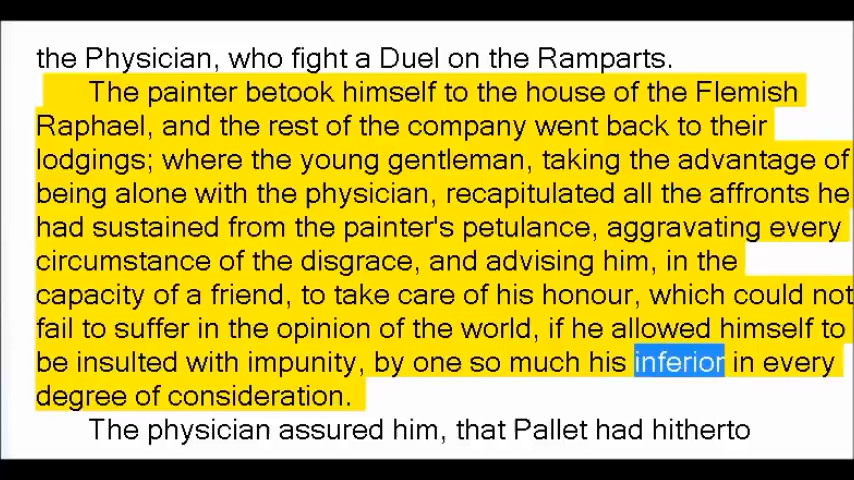 the Physician, who fight a Duel on the Ramparts.
The painter betook himself to the house of the Flemish
Raphael, and the rest of the company went back to their
lodgings; where the young gentleman, taking the advantage of
being alone with the physician, recapitulated all the affronts he
had sustained from the painter's petulance, aggravating every
circumstance of the disgrace, and advising him, in the
capacity of a friend, to take care of his honour, which could not
fail to suffer in the opinion of the world, if he allowed himself to
be insulted with impunity, by one so much his inferior in every
degree of consideration.
The physician assured him, that Pallet had hitherto